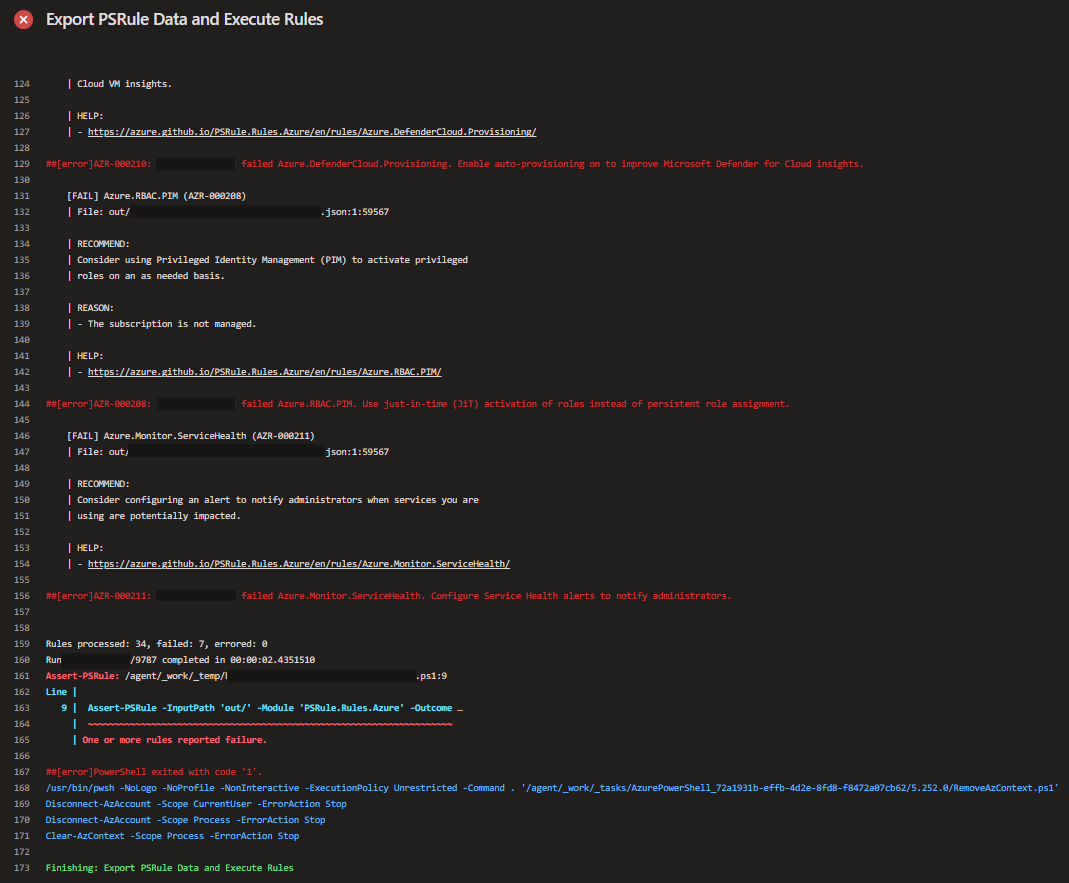 Export PSRule Data and Execute Rules
124 | Cloud VM insights.
125
126 | HELP:
127 | - https://azure.github.io/PSRule.Rules.Azure/en/rules/Azure.DefenderCloud.Provisioning/
128
129 ##[error]AZR-000210: failed Azure.DefenderCloud.Provisioning. Enable auto-provisioning on to improve Microsoft Defender for Cloud insights.
130
131 [FAIL] Azure.RBAC.PIM (AZR-000208)
132 | File: out/ .json:1:59567
133
134 | RECOMMEND:
135 | Consider using Privileged Identity Management (PIM) to activate privileged
136 | roles on an as needed basis.
137
138 | REASON:
139 | - The subscription is not managed.
140
141 | HELP:
142 | - https://azure.github.io/PSRule.Rules.Azure/en/rules/Azure.RBAC.PIM/
143
144 ##[error]AZR-000208: failed Azure.RBAC.PIM. Use just-in-time (JiT) activation of roles instead of persistent role assignment.
145
146 [FAIL] Azure.Monitor.ServiceHealth (AZR-000211)
147 | File: out/ json:1:59567
148
149 | RECOMMEND:
150 | Consider configuring an alert to notify administrators when services you are
151 | using are potentially impacted.
152
153 | HELP:
154 | - https://azure.github.io/PSRule.Rules.Azure/en/rules/Azure.Monitor.ServiceHealth/
155
156 ##[error]AZR-000211: failed Azure.Monitor.ServiceHealth. Configure Service Health alerts to notify administrators.
157
158
159 Rules processed: 34, failed: 7, errored: 0
160 Run /9787 completed in 00:00:02.4351510
161 Assert-PSRule: /agent/_work/_temp/ .ps1:9
162 Line |
163 9 | Assert-PSRule -InputPath 'out/' -Module 'PSRule.Rules.Azure' -Outcome …
164 | ~~~~~~~~~~~~~~~~~~~~~~~~~~~~~~~~~~~~~~~~~~~~~~~~~~~~~~~~~~~~~~~~~~~~~
165 | One or more rules reported failure.
166
167 ##[error]PowerShell exited with code '1'.
168 /usr/bin/pwsh -NoLogo -NoProfile -NonInteractive -ExecutionPolicy Unrestricted -Command . '/agent/_work/_tasks/AzurePowerShell_72a1931b-effb-4d2e-8fd8-f8472a07cb62/5.252.0/RemoveAzContext.ps1'
169 Disconnect-AzAccount -Scope CurrentUser -ErrorAction Stop
170 Disconnect-AzAccount -Scope Process -ErrorAction Stop
171 Clear-AzContext -Scope Process -ErrorAction Stop
172
173 Finishing: Export PSRule Data and Execute Rules